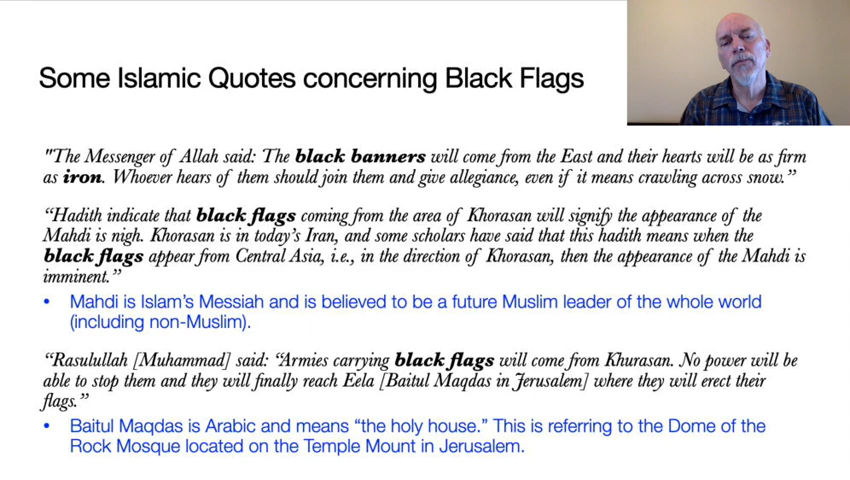 Some Islamic Quotes concerning Black Flags
"The Messenger of Allah said: The black banners will come from the East and their hearts will be as firm
as iron. Whoever hears of them should join them and give allegiance, even if it means crawling across snow.”
“Hadith indicate that black flags coming from the area of Khorasan will signify the appearance of the
Mahdi is nigh. Khorasan is in today’s Iran, and some scholars have said that this hadith means when the
black flags appear from Central Asia, i.e., in the direction of Khorasan, then the appearance of the Mahdi is
imminent.”
• Mahdi is Islam’s Messiah and is believed to be a future Muslim leader of the whole world
(including non-Muslim).
“Rasulullah [Muhammad] said: “Armies carrying black flags will come from Khurasan. No power will be
able to stop them and they will finally reach Eela [Baitul Maqdas in Jerusalem] where they will erect their
flags.”
• Baitul Maqdas is Arabic and means “the holy house.” This is referring to the Dome of the
Rock Mosque located on the Temple Mount in Jerusalem.